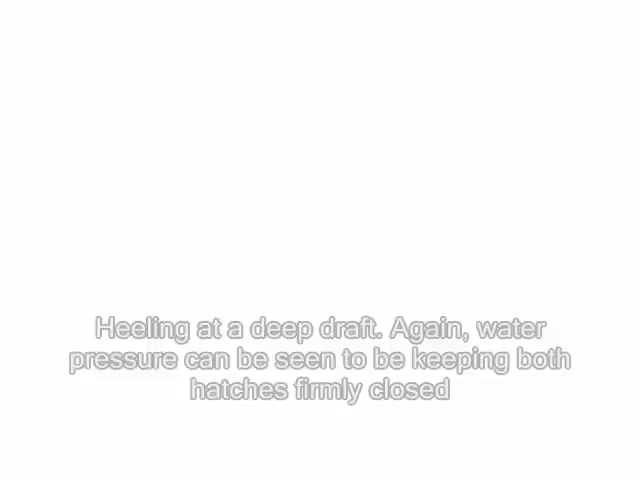 Heeling at a deep draft. Again, water
pressure can be seen to be keeping both
hatches firmly closed